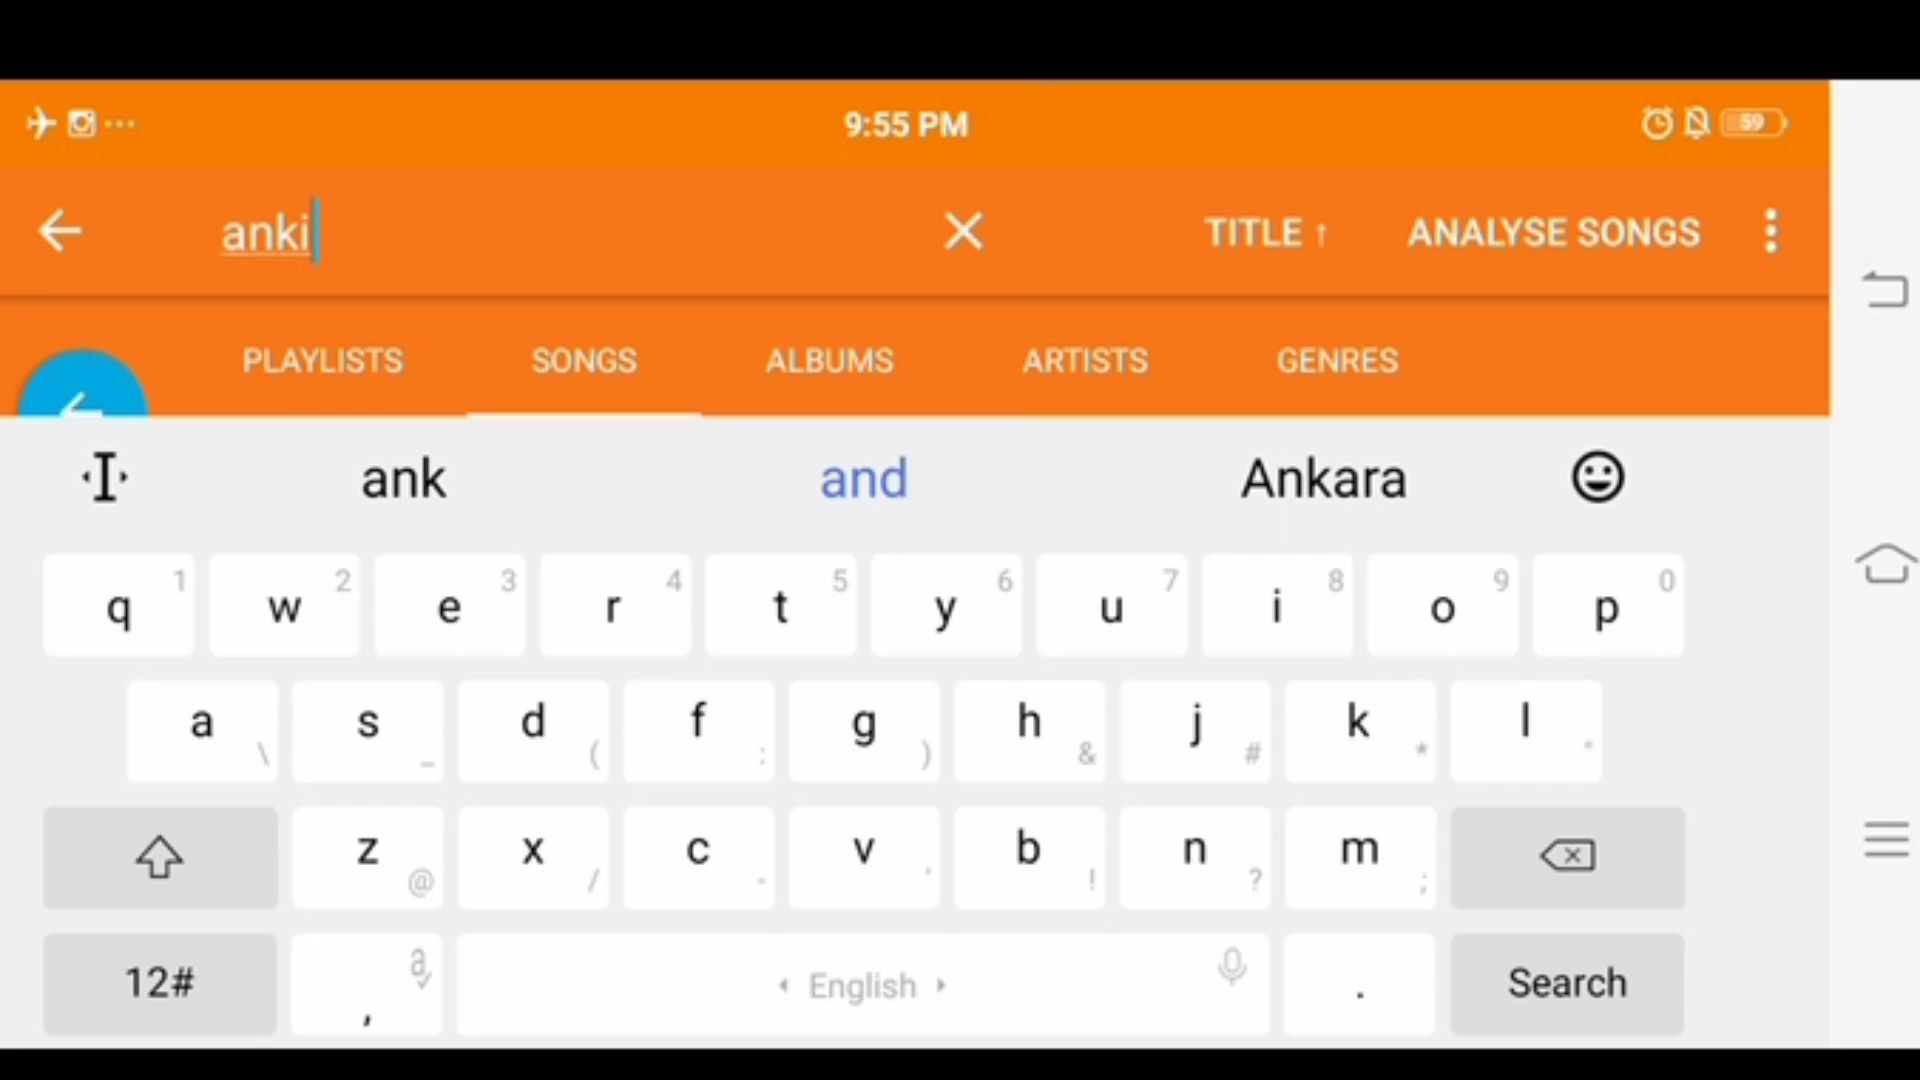 ... 9:55 PM 59
anki TITLE ↑ ANALYSE SONGS
PLAYLISTS SONGS ALBUMS ARTISTS GENRES
ank and Ankara
q 1 w 2 e 3 r 4 t 5 y 6 u 7 i 8 o 9 p 0
a \ s _ d ( f : g ) h & j # k * l "
z @ x / c - v ' b ! n ? m ;
12# , English . Search